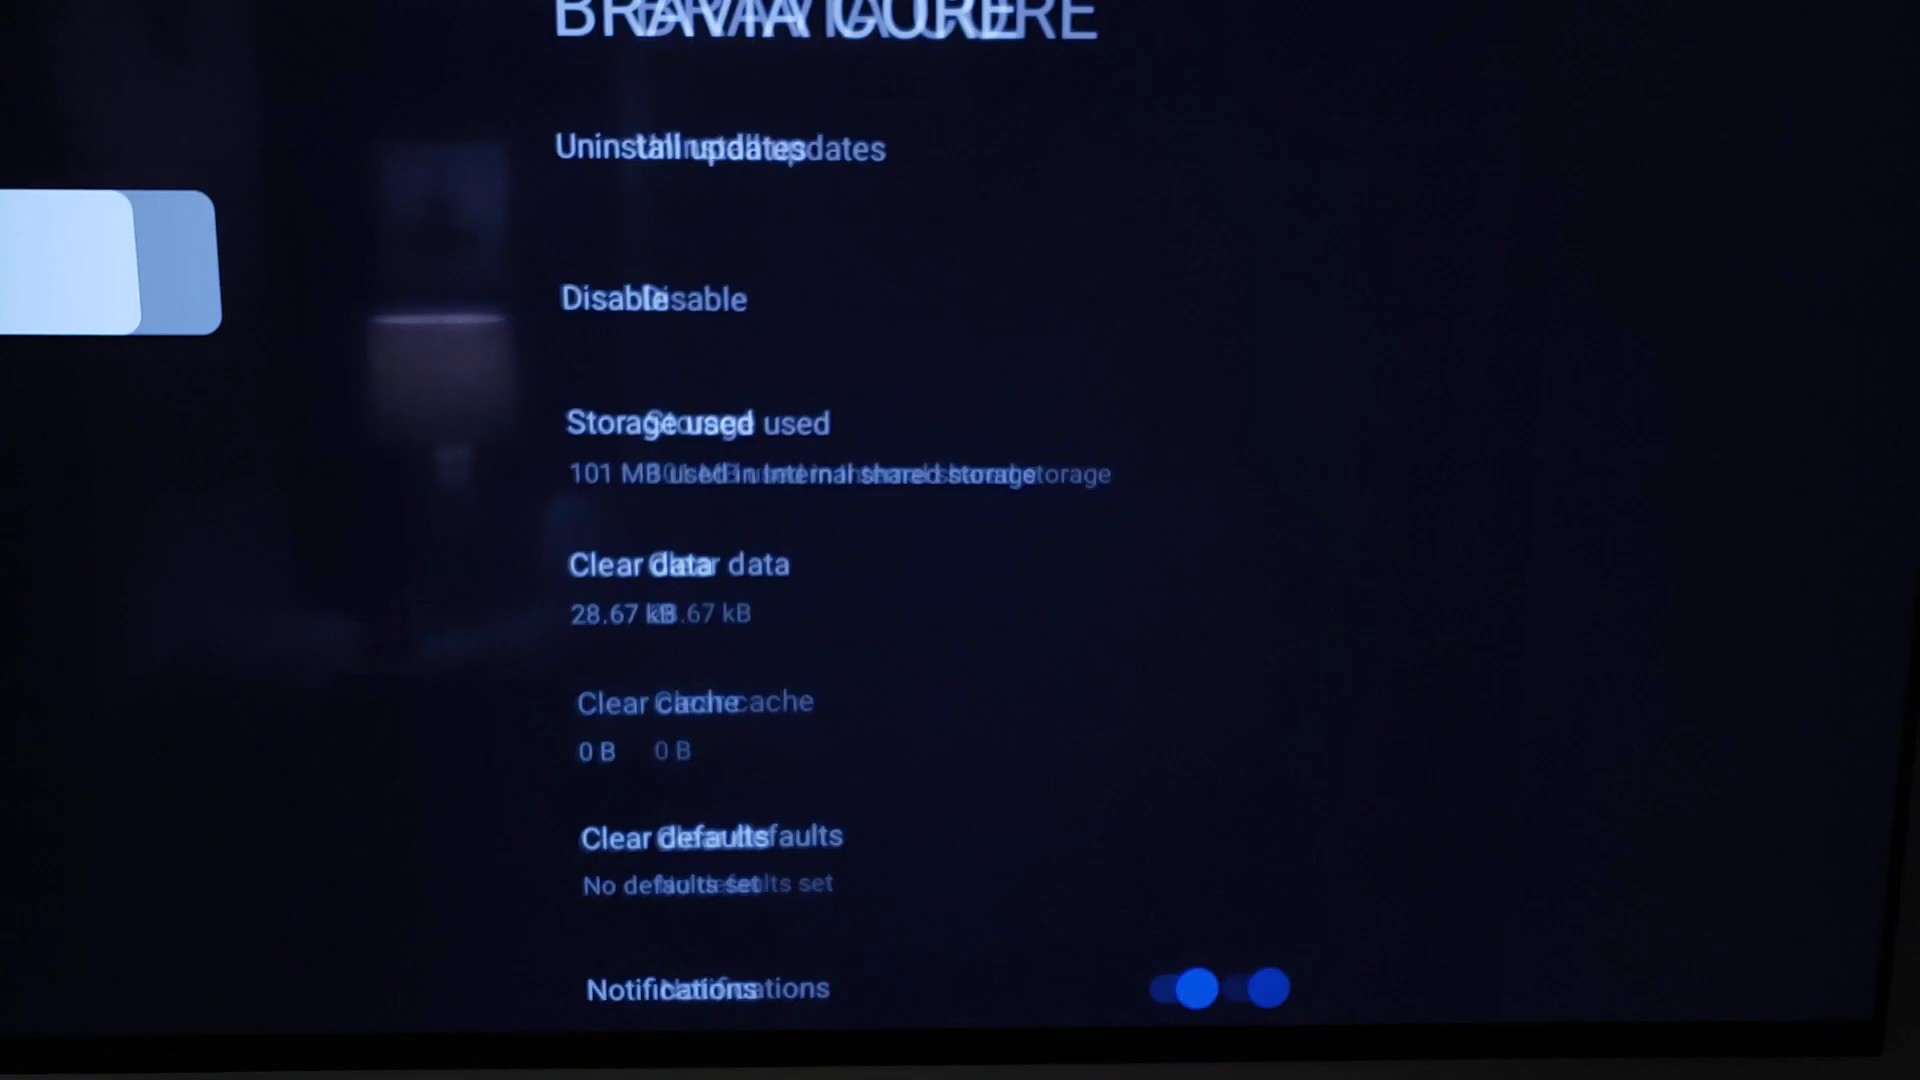 BRAVIA CORE
Uninstall updates
Disable
Storage used
101 MB used in Internal shared storage
Clear data
28.67 kB
Clear cache
0 B
Clear defaults
No defaults set
Notifications